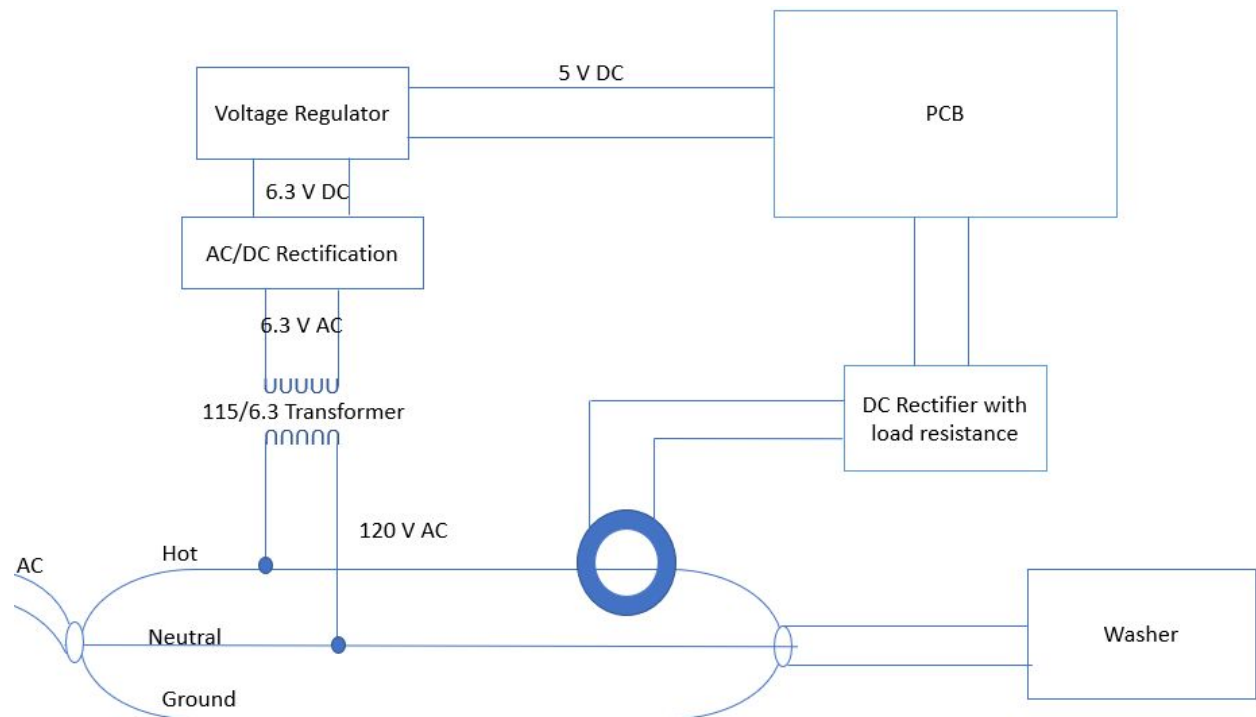 5 V DC
Voltage Regulator
PCB
6.3 V DC
AC/DC Rectification
6.3 V AC
115/6.3 Transformer
DC Rectifier with
load resistance
120 V AC
Hot
AC
Neutral
Washer
Ground